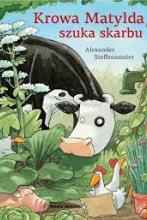 Krowa Matylda
szuka skarbu
Alexander
Steffensmeier